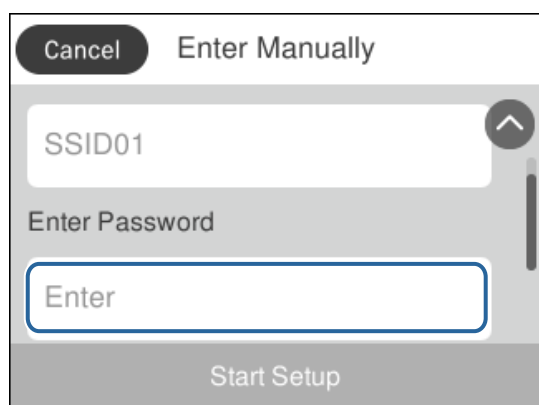 Cancel Enter Manually
SSID01
Enter Password
Enter
Start Setup